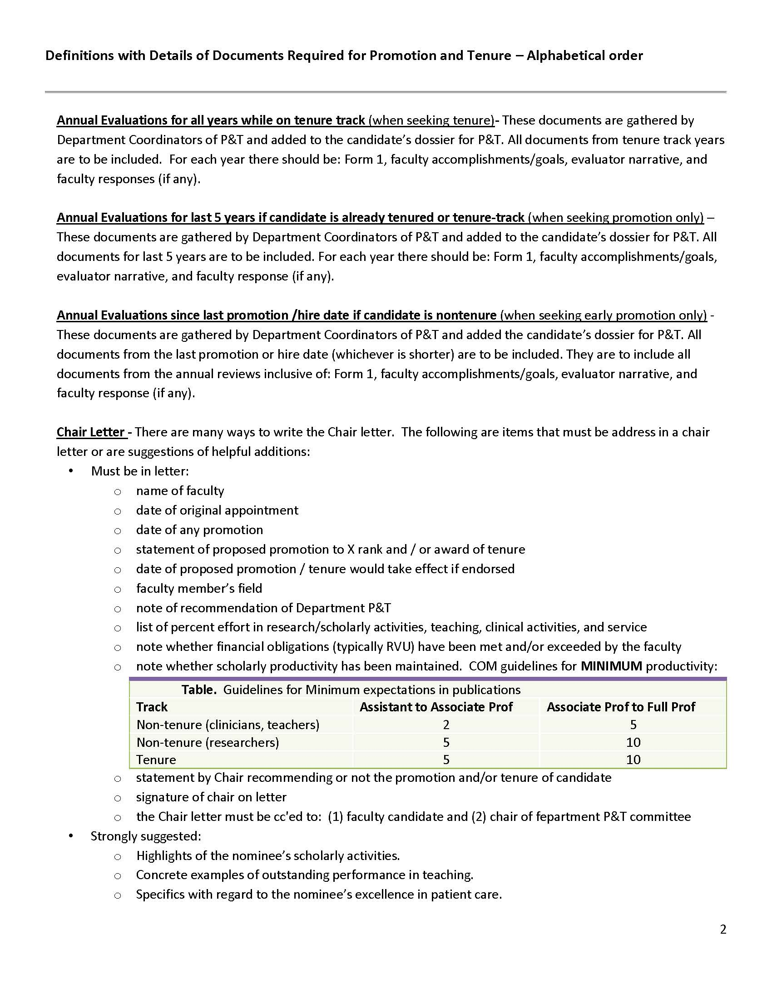 Definitions with Details of Documents Required for Promotion and Tenure – Alphabetical order
Annual Evaluations for all years while on tenure track (when seeking tenure)- These documents are gathered by
Department Coordinators of P&T and added to the candidate’s dossier for P&T. All documents from tenure track years
are to be included.  For each year there should be: Form 1, faculty accomplishments/goals, evaluator narrative, and
faculty responses (if any).
Annual Evaluations for last 5 years if candidate is already tenured or tenure-track (when seeking promotion only) –
These documents are gathered by Department Coordinators of P&T and added to the candidate’s dossier for P&T. All
documents for last 5 years are to be included. For each year there should be: Form 1, faculty accomplishments/goals,
evaluator narrative, and faculty response (if any).
Annual Evaluations since last promotion /hire date if candidate is nontenure (when seeking early promotion only) -
These documents are gathered by Department Coordinators of P&T and added the candidate’s dossier for P&T. All
documents from the last promotion or hire date (whichever is shorter) are to be included. They are to include all
documents from the annual reviews inclusive of: Form 1, faculty accomplishments/goals, evaluator narrative, and
faculty response (if any).
Chair Letter - There are many ways to write the Chair letter.  The following are items that must be address in a chair
letter or are suggestions of helpful additions:
• Must be in letter:
o name of faculty
o date of original appointment
o date of any promotion
o statement of proposed promotion to X rank and / or award of tenure
o date of proposed promotion / tenure would take effect if endorsed
o faculty member’s field
o note of recommendation of Department P&T
o list of percent effort in research/scholarly activities, teaching, clinical activities, and service
o note whether financial obligations (typically RVU) have been met and/or exceeded by the faculty
o note whether scholarly productivity has been maintained.  COM guidelines for MINIMUM productivity:
Table.  Guidelines for Minimum expectations in publications
Track Assistant to Associate Prof Associate Prof to Full Prof
Non-tenure (clinicians, teachers) 2 5
Non-tenure (researchers) 5 10
Tenure 5 10
o statement by Chair recommending or not the promotion and/or tenure of candidate
o signature of chair on letter
o the Chair letter must be cc'ed to:  (1) faculty candidate and (2) chair of fepartment P&T committee
• Strongly suggested:
o Highlights of the nominee’s scholarly activities.
o Concrete examples of outstanding performance in teaching.
o Specifics with regard to the nominee’s excellence in patient care.
2